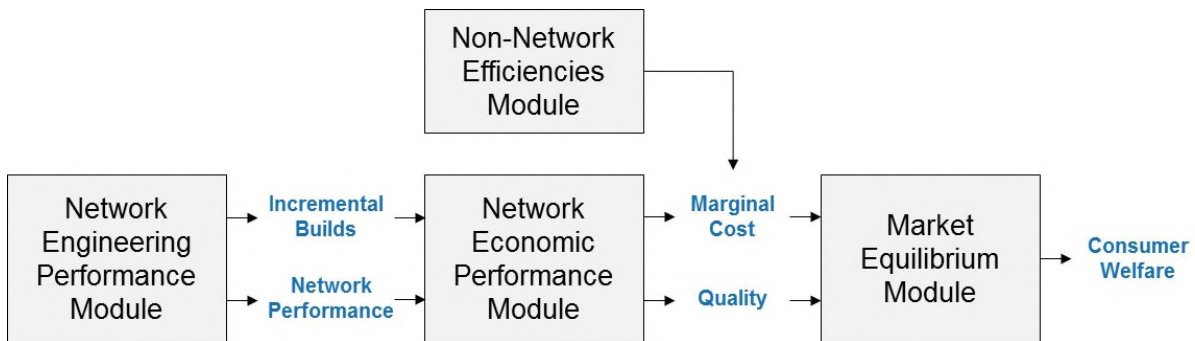 Non-Network
Efficiencies
Module
Network
Engineering
Performance
Module
Incremental
Builds
Network
Performance
Network
Economic
Performance
Module
Marginal
Cost
Quality
Market
Equilibrium
Module
Consumer
Welfare